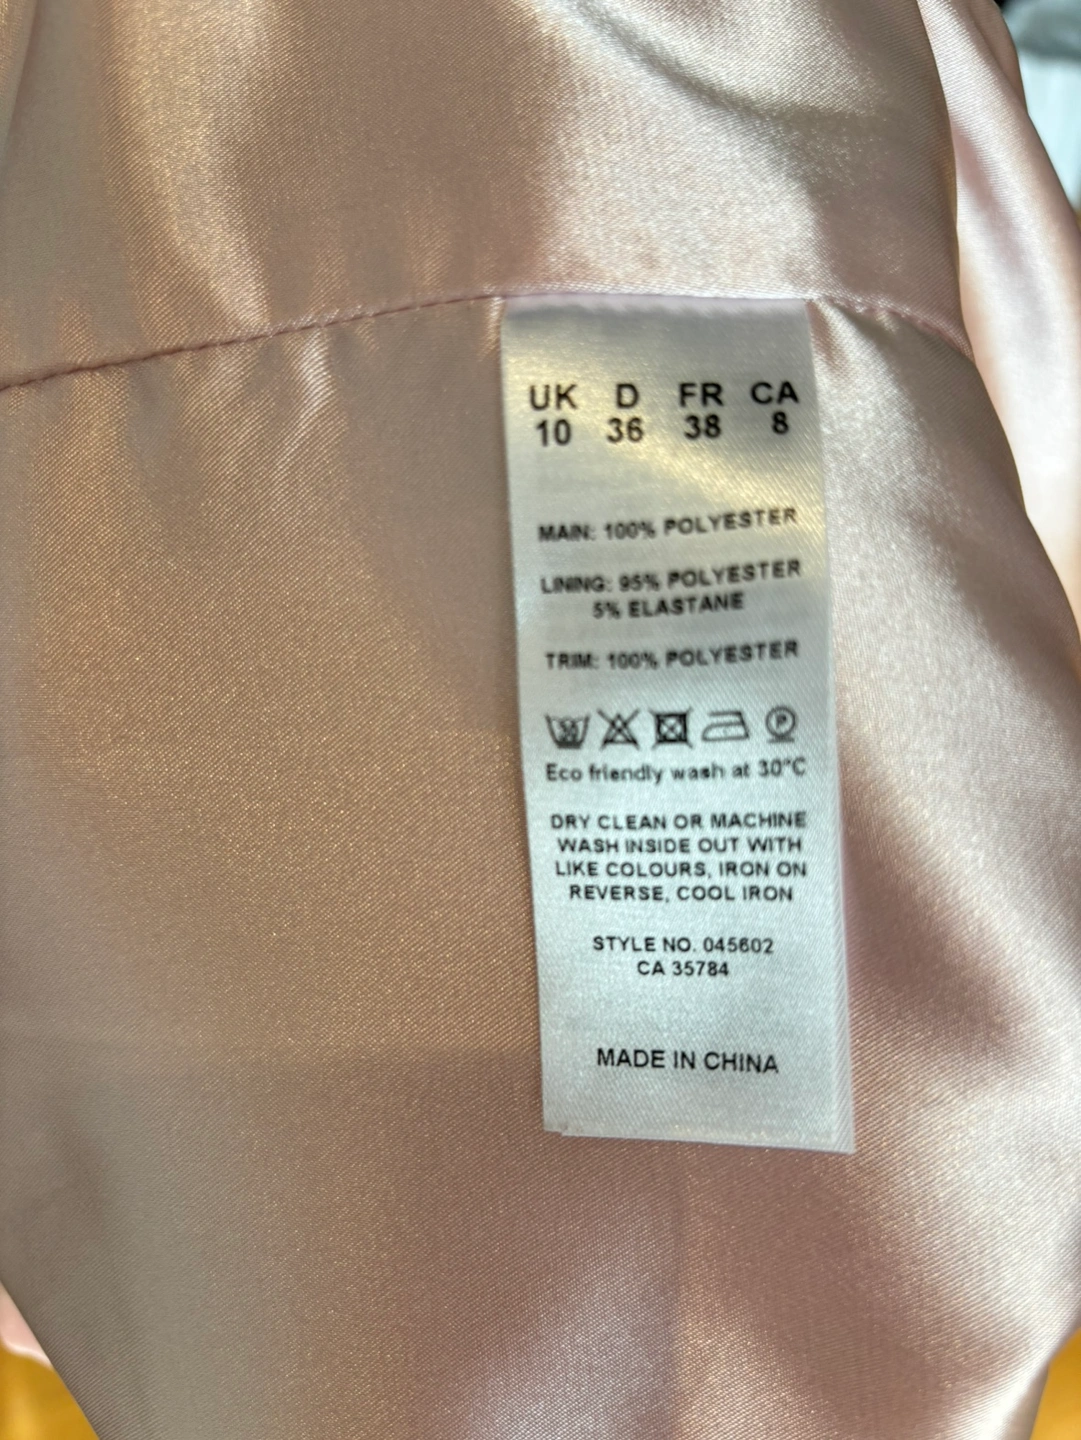 UK D FR CA
10 36 38 8
MAIN: 100% POLYESTER
LINING: 95% POLYESTER
5% ELASTANE
TRIM: 100% POLYESTER
P
Eco friendly wash at 30°C
DRY CLEAN OR MACHINE
WASH INSIDE OUT WITH
LIKE COLOURS, IRON ON
REVERSE, COOL IRON
STYLE NO. 045602
CA 35784
MADE IN CHINA